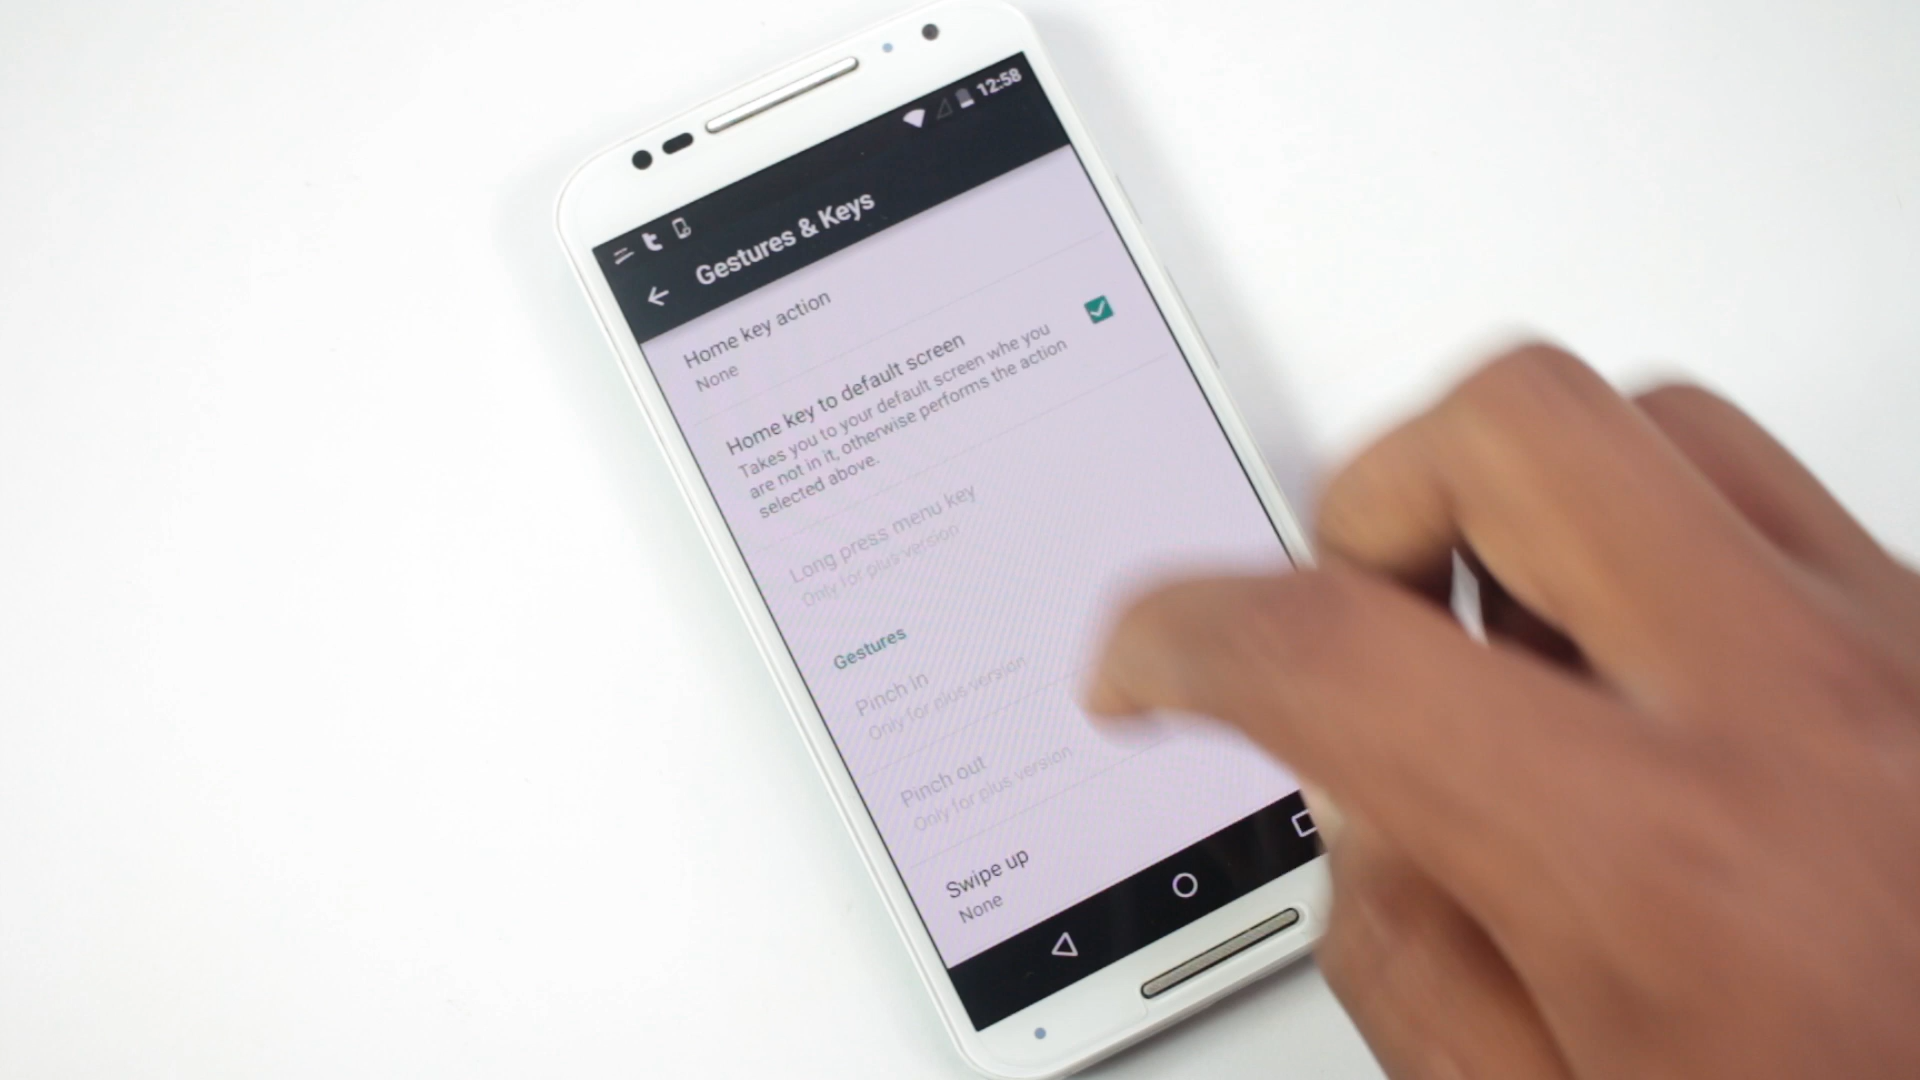 12:58
Gestures & Keys
Home key action
None
Home key to default screen
Takes you to your default screen whe you
are not in it, otherwise performs the action
selected above.
Long press menu key
Only for plus version
Gestures
Pinch in
Only for plus version
Pinch out
Only for plus version
Swipe up
None